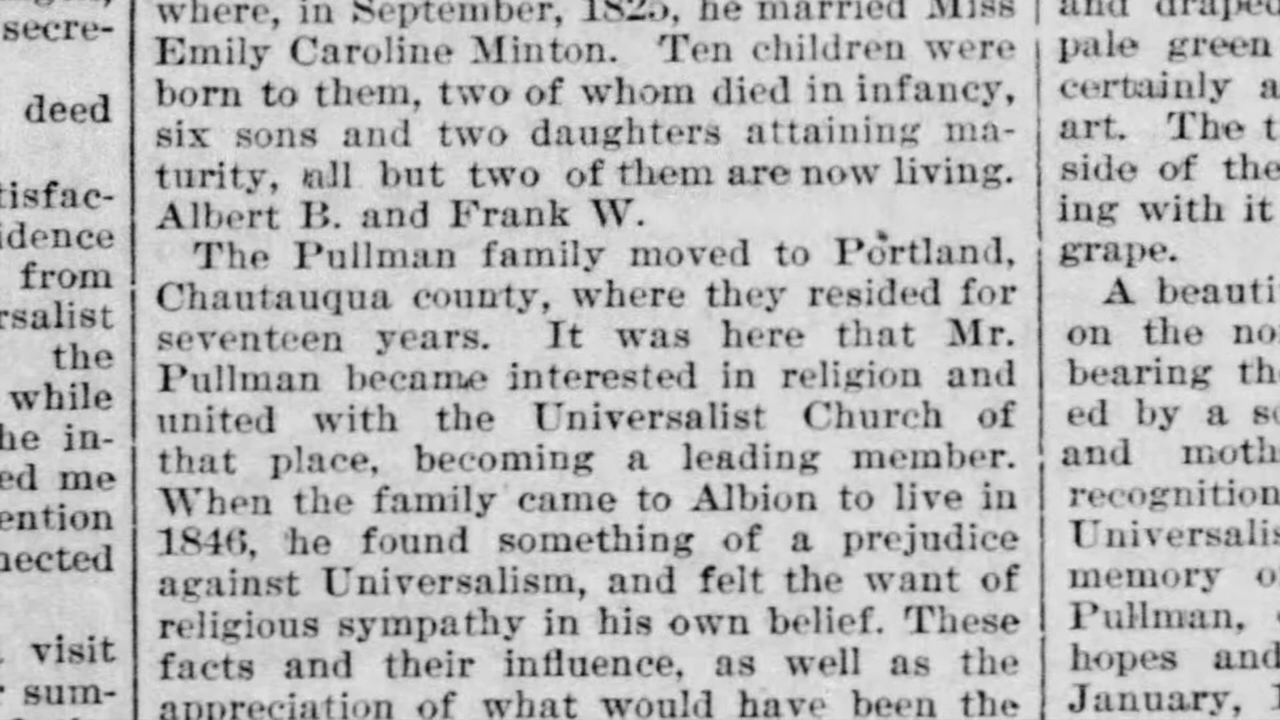 secre-
deed
tisfac-
idence
from
rsalist
the
while
he in-
ed me
ention
nected
visit
sum-
where, in September, 1825, he married Miss
Emily Caroline Minton. Ten children were
born to them, two of whom died in infancy,
six sons and two daughters attaining ma-
turity, all but two of them are now living.
Albert B. and Frank W.
The Pullman family moved to Portland,
Chautauqua county, where they resided for
seventeen years. It was here that Mr.
Pullman became interested in religion and
united with the Universalist Church of
that place, becoming a leading member.
When the family came to Albion to live in
1846, he found something of a prejudice
against Universalism, and felt the want of
religious sympathy in his own belief. These
facts and their influence, as well as the
appreciation of what would have been the
and draped
pale green
certainly a
art. The t
side of the
ing with it
grape.
A beauti
on the no
bearing th
ed by a s
and moth
recognition
Universalis
memory o
Pullman,
hopes and
January,